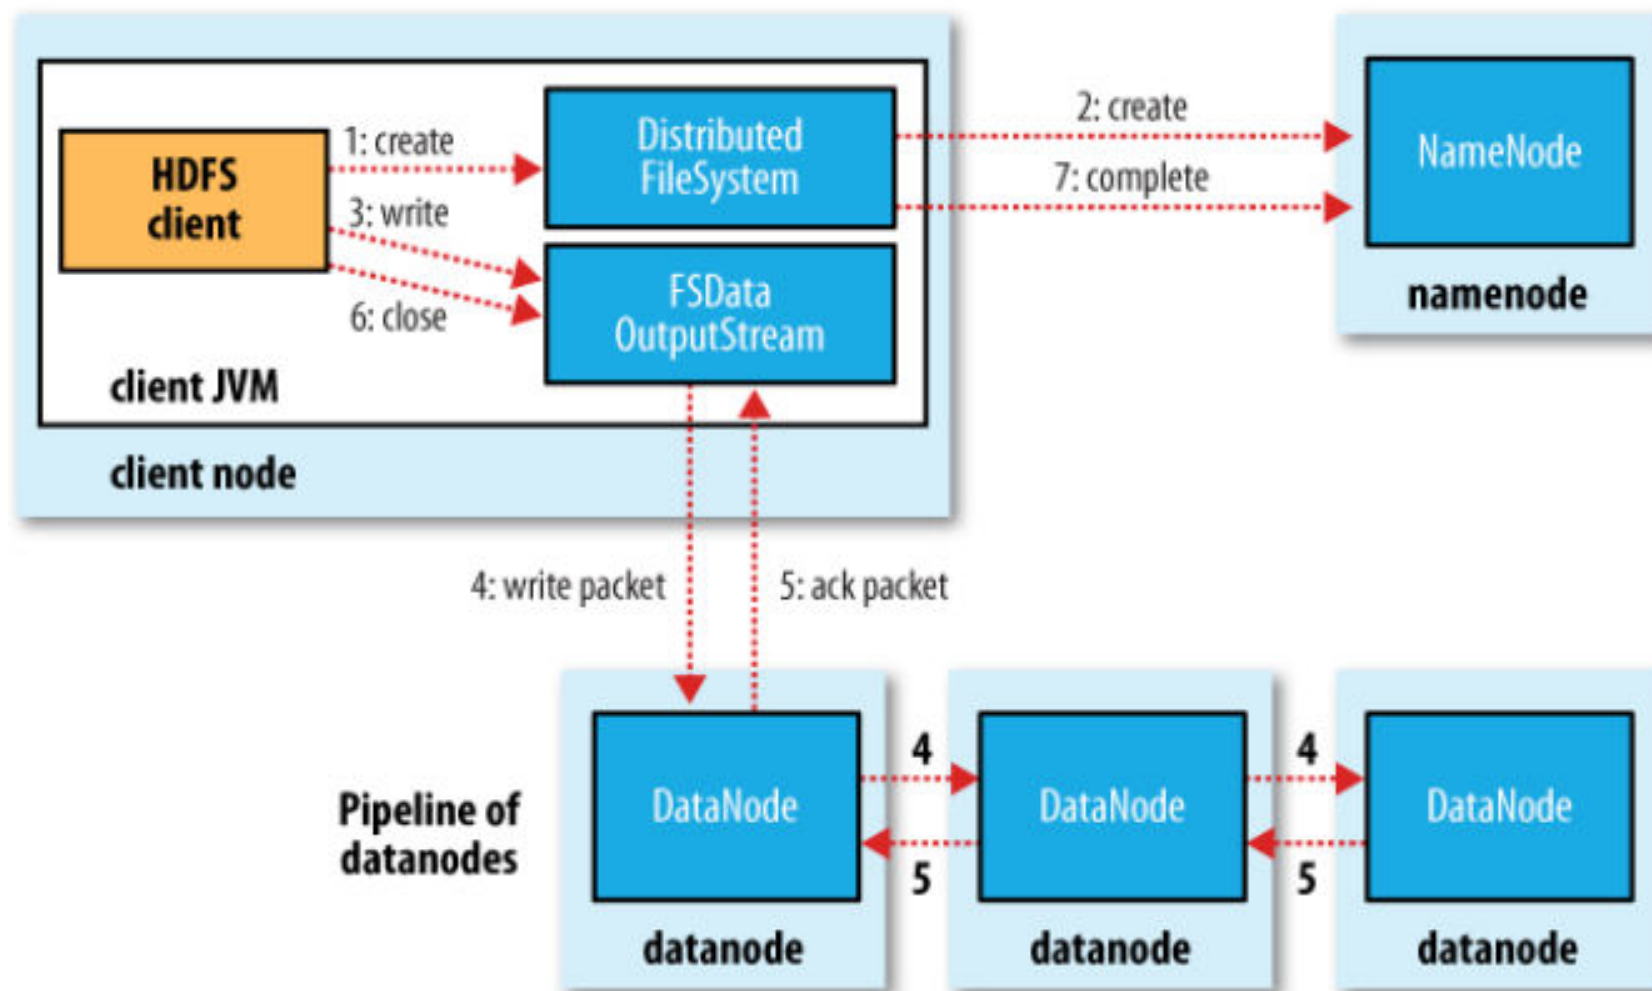 1: create
HDFS
client
3: write
6: close
Distributed
FileSystem
FSData
OutputStream
client JVM
client node
2: create
7: complete
NameNode
namenode
4: write packet
5: ack packet
Pipeline of
datanodes
DataNode
datanode
4
5
DataNode
datanode
4
5
DataNode
datanode